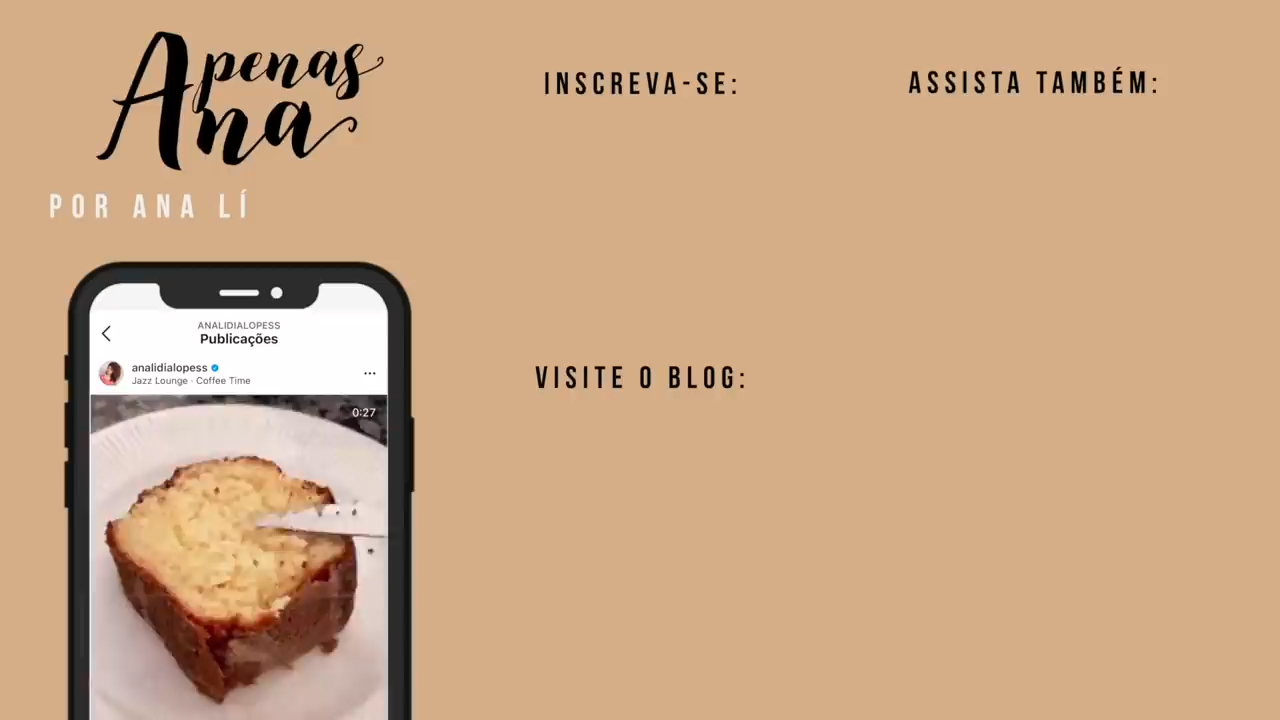 Apenas
Ana
POR ANA LÍ
INSCREVA-SE:
ASSISTA TAMBÉM:
VISITE O BLOG:
ANALIDIALOPESS
Publicações
analidialopess
Jazz Lounge · Coffee Time
0:27